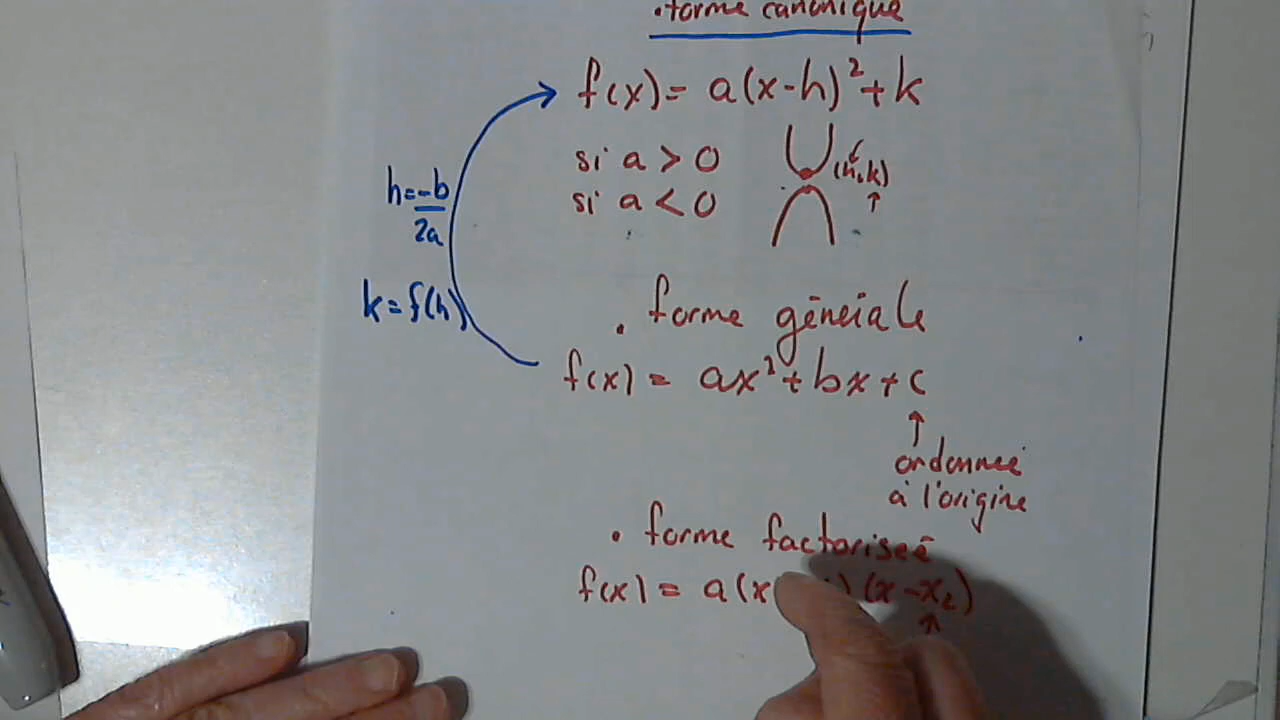 • forme canonique
f(x) = a(x-h)²+k
si a > 0
(h,k)
si a < 0
h = -b
2a
k = f(h)
• forme générale
f(x) = ax²+bx+c
ordonnée
à l'origine
• forme factorisée
f(x) = a(x ) (x - x₂)